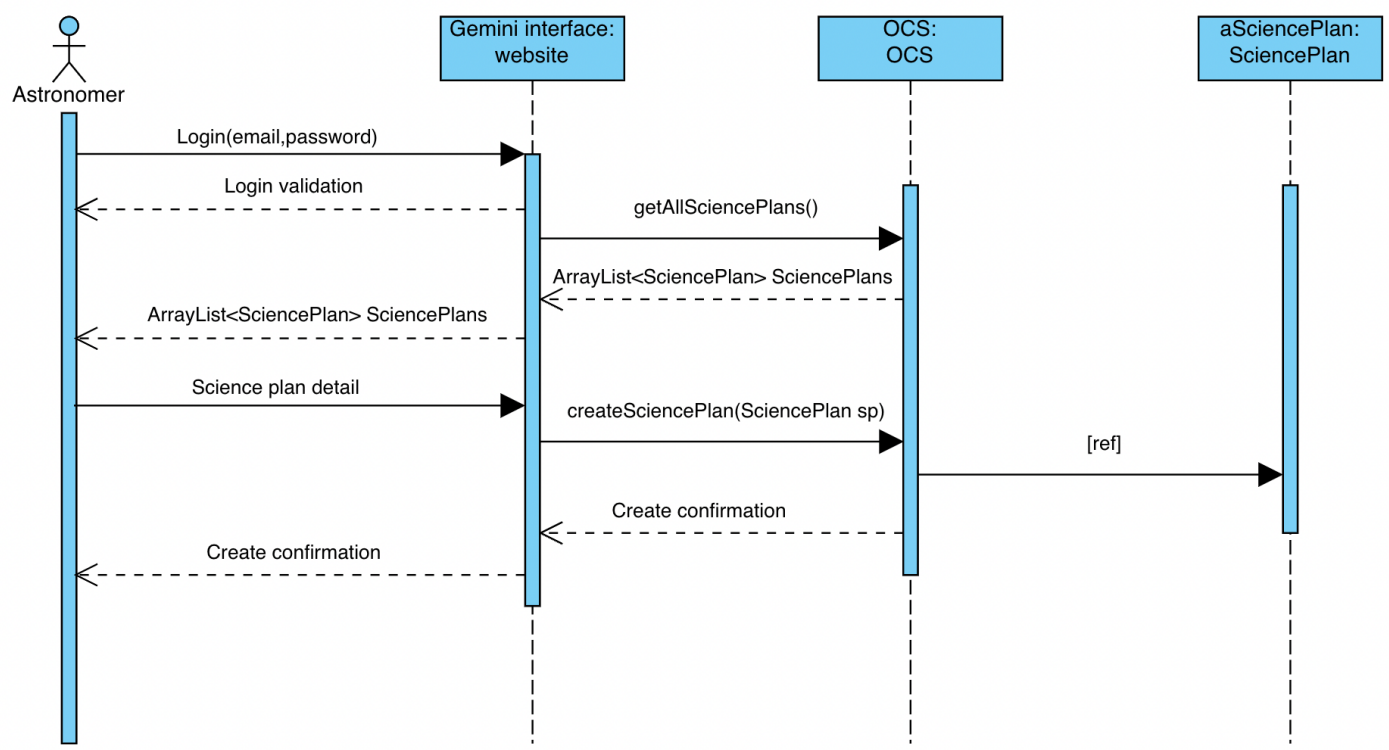 Gemini interface:
website
OCS:
OCS
aSciencePlan:
SciencePlan
Astronomer
Login(email,password)
Login validation
getAllSciencePlans()
ArrayList<SciencePlan> SciencePlans
ArrayList<SciencePlan> SciencePlans
Science plan detail
createSciencePlan(SciencePlan sp)
[ref]
Create confirmation
Create confirmation